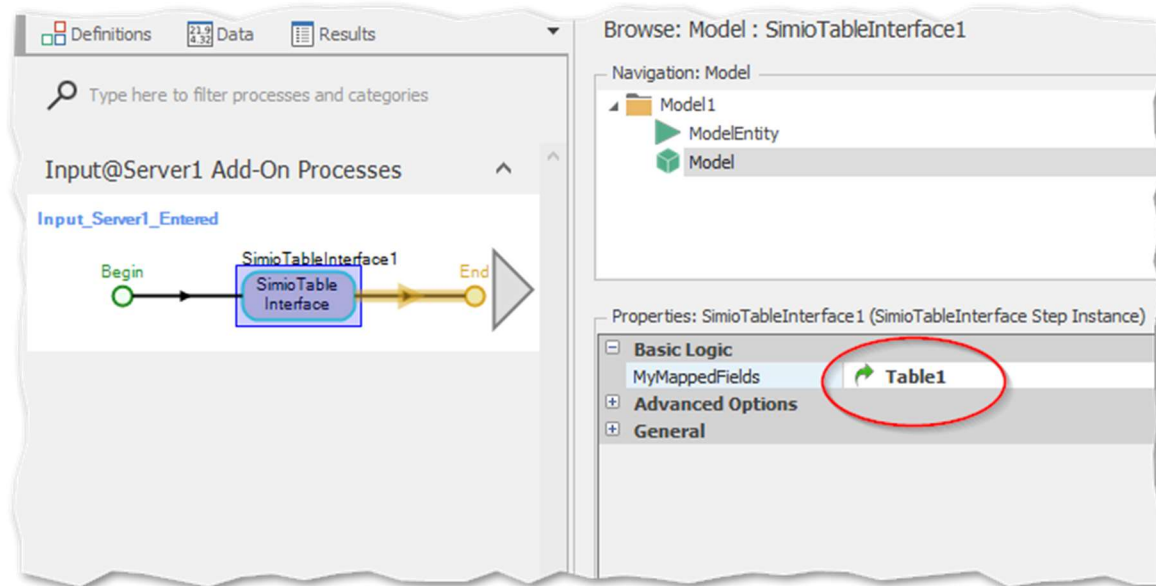 Definitions
21.9 4.32 Data
Results
Type here to filter processes and categories
Input@Server1 Add-On Processes
Input_Server1_Entered
Begin
SimioTableInterface1
SimioTable
Interface
End
Browse: Model : SimioTableInterface1
Navigation: Model
Model1
ModelEntity
Model
Properties: SimioTableInterface1 (SimioTableInterface Step Instance)
Basic Logic
MyMappedFields Table1
Advanced Options
General